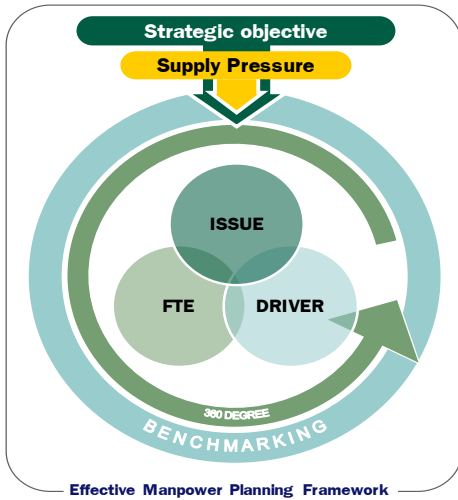 Strategic objective
Supply Pressure
ISSUE
FTE
DRIVER
360 DEGREE
BENCHMARKING
Effective Manpower Planning Framework